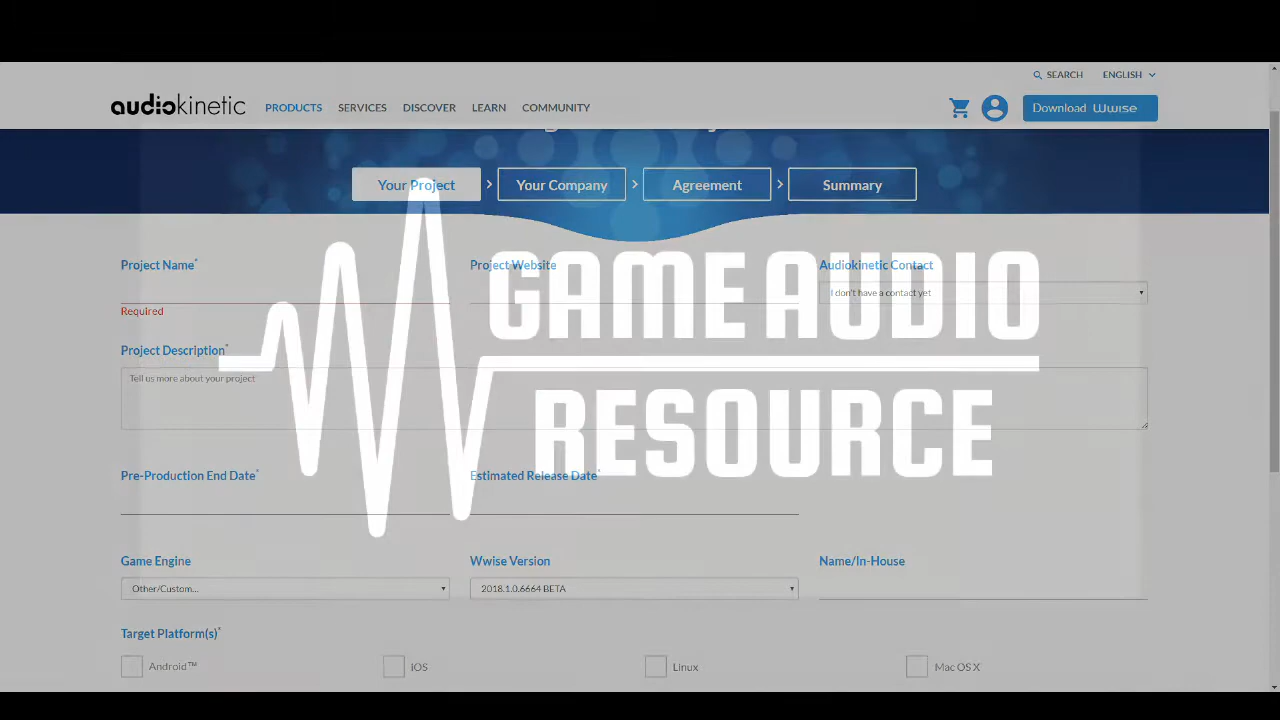 SEARCH
ENGLISH
audiokinetic
PRODUCTS SERVICES DISCOVER LEARN COMMUNITY
Download Wwise
Your Project > Your Company > Agreement > Summary
Project Name*
Project Website
Audiokinetic Contact
I don't have a contact yet
Required
GAME AUDIO
RESOURCE
Project Description*
Tell us more about your project
Pre-Production End Date*
Estimated Release Date*
Game Engine
Wwise Version
Name/In-House
Other/Custom...
2018.1.0.6664 BETA
Target Platform(s)*
Android™
iOS
Linux
Mac OS X